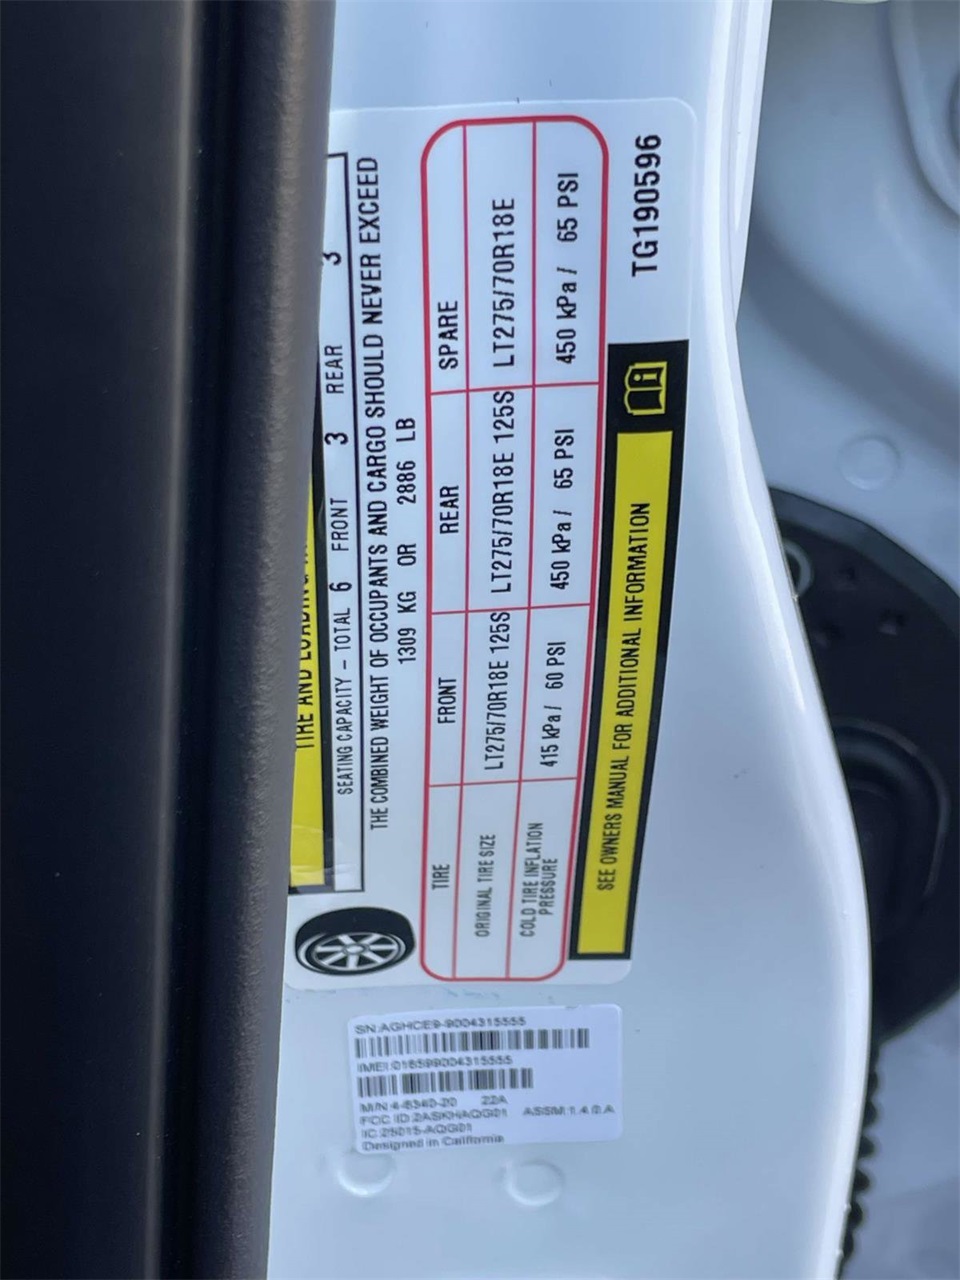 TIRE AND LOADING
SEATING CAPACITY - TOTAL 6 FRONT 3 REAR 3
THE COMBINED WEIGHT OF OCCUPANTS AND CARGO SHOULD NEVER EXCEED
1309 KG OR 2886 LB
TIRE FRONT REAR SPARE
ORIGINAL TIRE SIZE LT275/70R18E 125S LT275/70R18E 125S LT275/70R18E
COLD TIRE INFLATION PRESSURE 415 kPa / 60 PSI 450 kPa / 65 PSI 450 kPa / 65 PSI
SEE OWNERS MANUAL FOR ADDITIONAL INFORMATION
TG190596
SN:AGHCE9-9004315555
IMEI:016599004315555
M/N:4-6340-20 22A
FCC ID:2ASKHAQG01 ASSM:1.4.0.A
IC:25015-AQG01
Designed in California